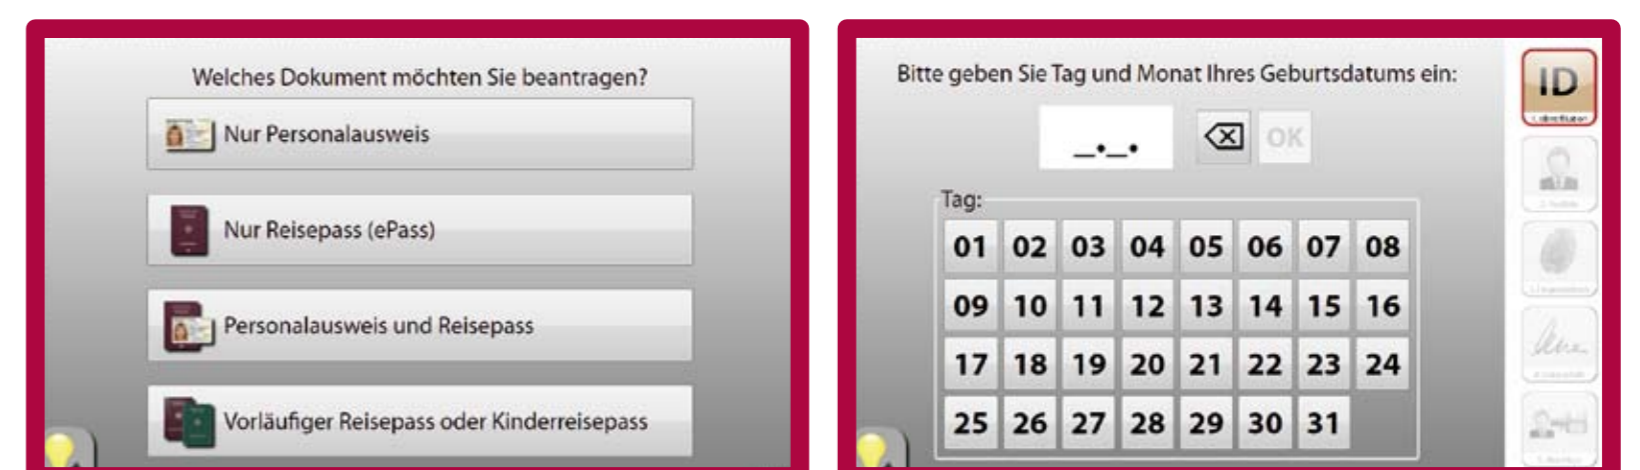 Welches Dokument möchten Sie beantragen?
Nur Personalausweis
Nur Reisepass (ePass)
Personalausweis und Reisepass
Vorläufiger Reisepass oder Kinderreisepass
Bitte geben Sie Tag und Monat Ihres Geburtsdatums ein:
_._.
OK
Tag:
01 02 03 04 05 06 07 08
09 10 11 12 13 14 15 16
17 18 19 20 21 22 23 24
25 26 27 28 29 30 31
ID